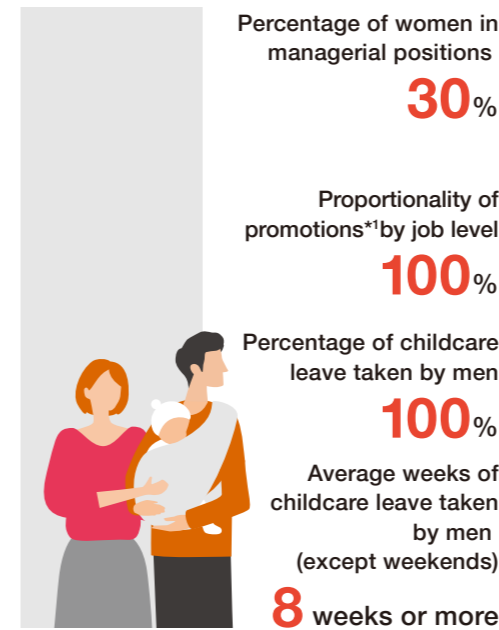 Percentage of women in
managerial positions
30%
Proportionality of
promotions*1by job level
100%
Percentage of childcare
leave taken by men
100%
Average weeks of
childcare leave taken
by men
(except weekends)
8 weeks or more